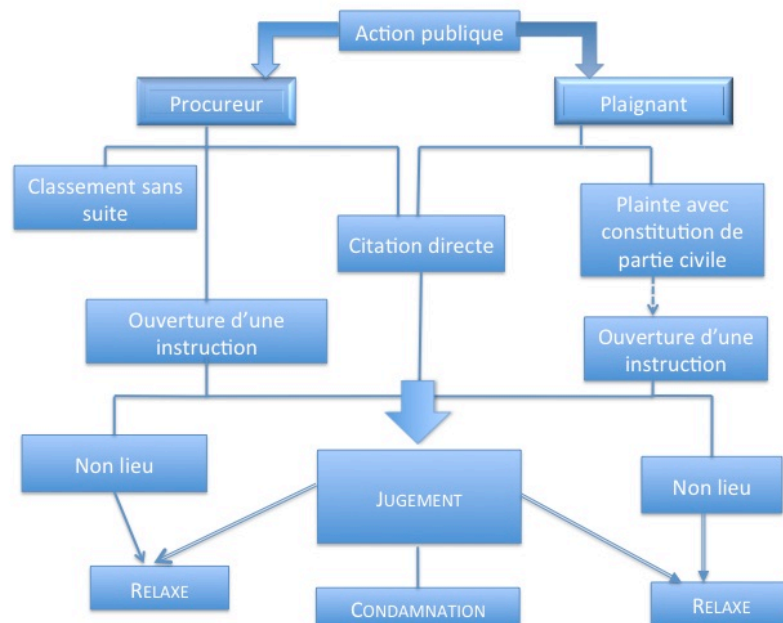 Action publique
Procureur
Plaignant
Classement sans
suite
Citation directe
Plainte avec
constitution de
partie civile
Ouverture d'une
instruction
Ouverture d'une
instruction
Non lieu
JUGEMENT
Non lieu
RELAXE
CONDAMNATION
RELAXE